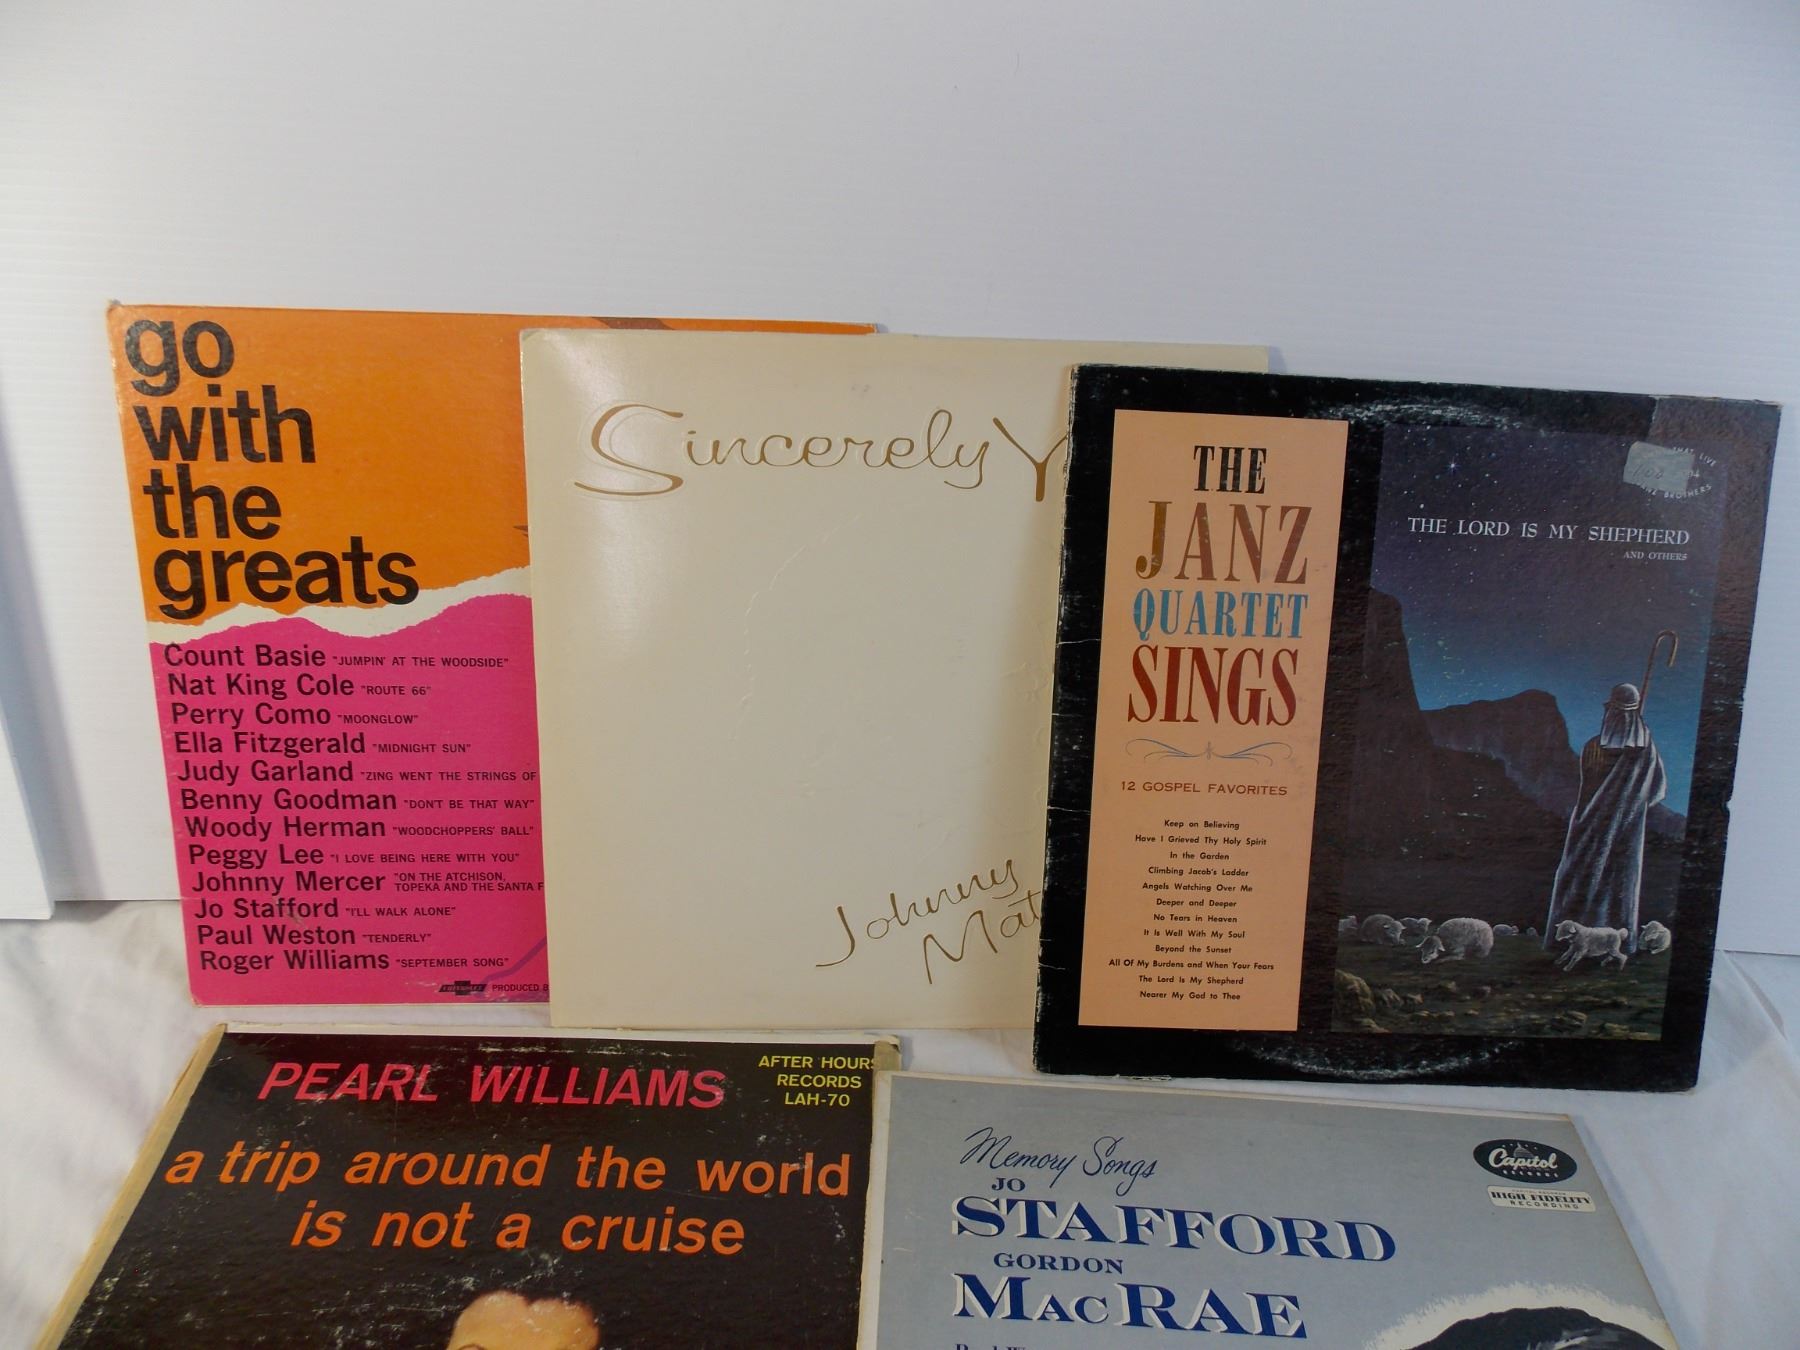 go
with
the
greats
Count Basie "JUMPIN' AT THE WOODSIDE"
Nat King Cole "ROUTE 66"
Perry Como "MOONGLOW"
Ella Fitzgerald "MIDNIGHT SUN"
Judy Garland "ZING WENT THE STRINGS OF
Benny Goodman "DON'T BE THAT WAY"
Woody Herman "WOODCHOPPERS' BALL"
Peggy Lee "I LOVE BEING HERE WITH YOU"
Johnny Mercer "ON THE ATCHISON,
TOPEKA AND THE SANTA F
Jo Stafford "I'LL WALK ALONE"
Paul Weston "TENDERLY"
Roger Williams "SEPTEMBER SONG"
CHEVROLET PRODUCED B
Sincerely Y
Johnny
Mat
THE
JANZ
QUARTET
SINGS
12 GOSPEL FAVORITES
Keep on Believing
Have I Grieved Thy Holy Spirit
In the Garden
Climbing Jacob's Ladder
Angels Watching Over Me
Deeper and Deeper
No Tears in Heaven
It Is Well With My Soul
Beyond the Sunset
All Of My Burdens and When Your Fears
The Lord Is My Shepherd
Nearer My God to Thee
THAT LIVE
BROTHERS
THE LORD IS MY SHEPHERD
AND OTHERS
PEARL WILLIAMS
AFTER HOURS
RECORDS
LAH-70
a trip around the world
is not a cruise
Memory Songs
JO
STAFFORD
GORDON
MACRAE
Capitol
RECORDS
HIGH FIDELITY
RECORDING